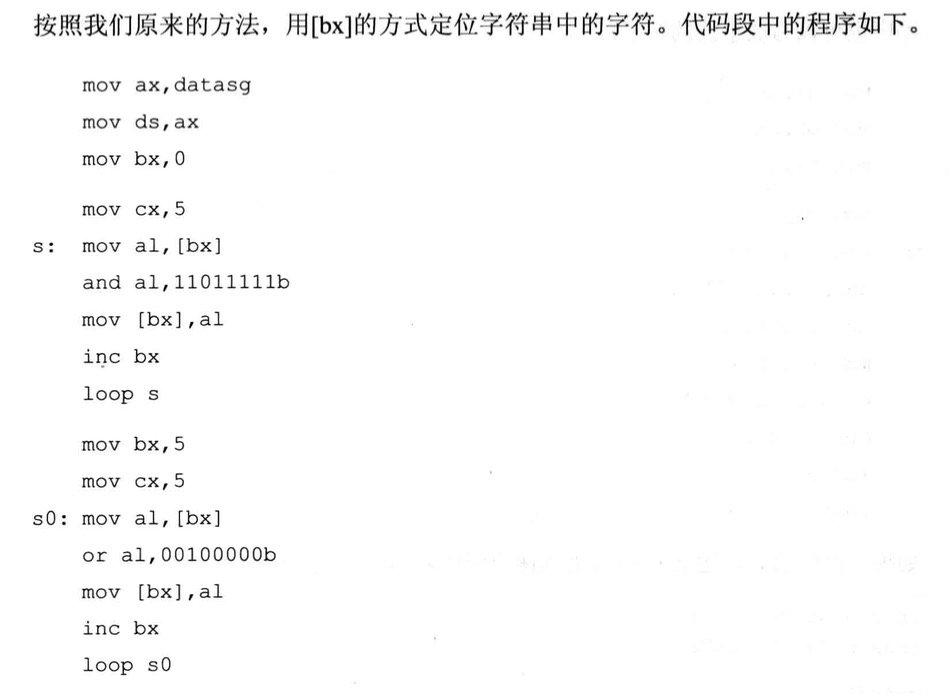 按照我们原来的方法，用[bx]的方式定位字符串中的字符。代码段中的程序如下。
mov ax,datasg
mov ds,ax
mov bx,0
mov cx,5
s: mov al,[bx]
and al,11011111b
mov [bx],al
inc bx
loop s
mov bx,5
mov cx,5
s0: mov al,[bx]
or al,00100000b
mov [bx],al
inc bx
loop s0